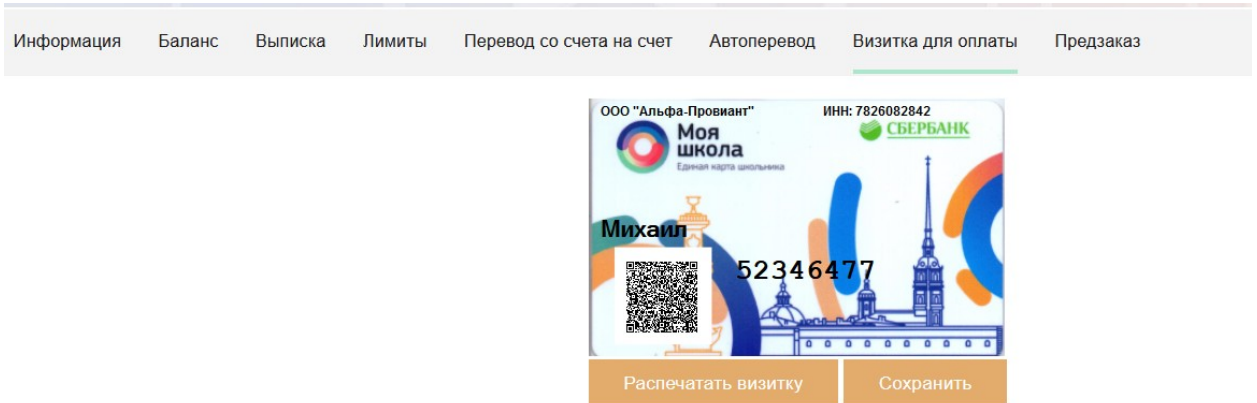 Информация Баланс Выписка Лимиты Перевод со счета на счет Автоперевод Визитка для оплаты Предзаказ
ООО "Альфа-Провиант" ИНН: 7826082842
Моя
школа
Единая карта школьника
СБЕРБАНК
Михаил
52346477
Распечатать визитку Сохранить